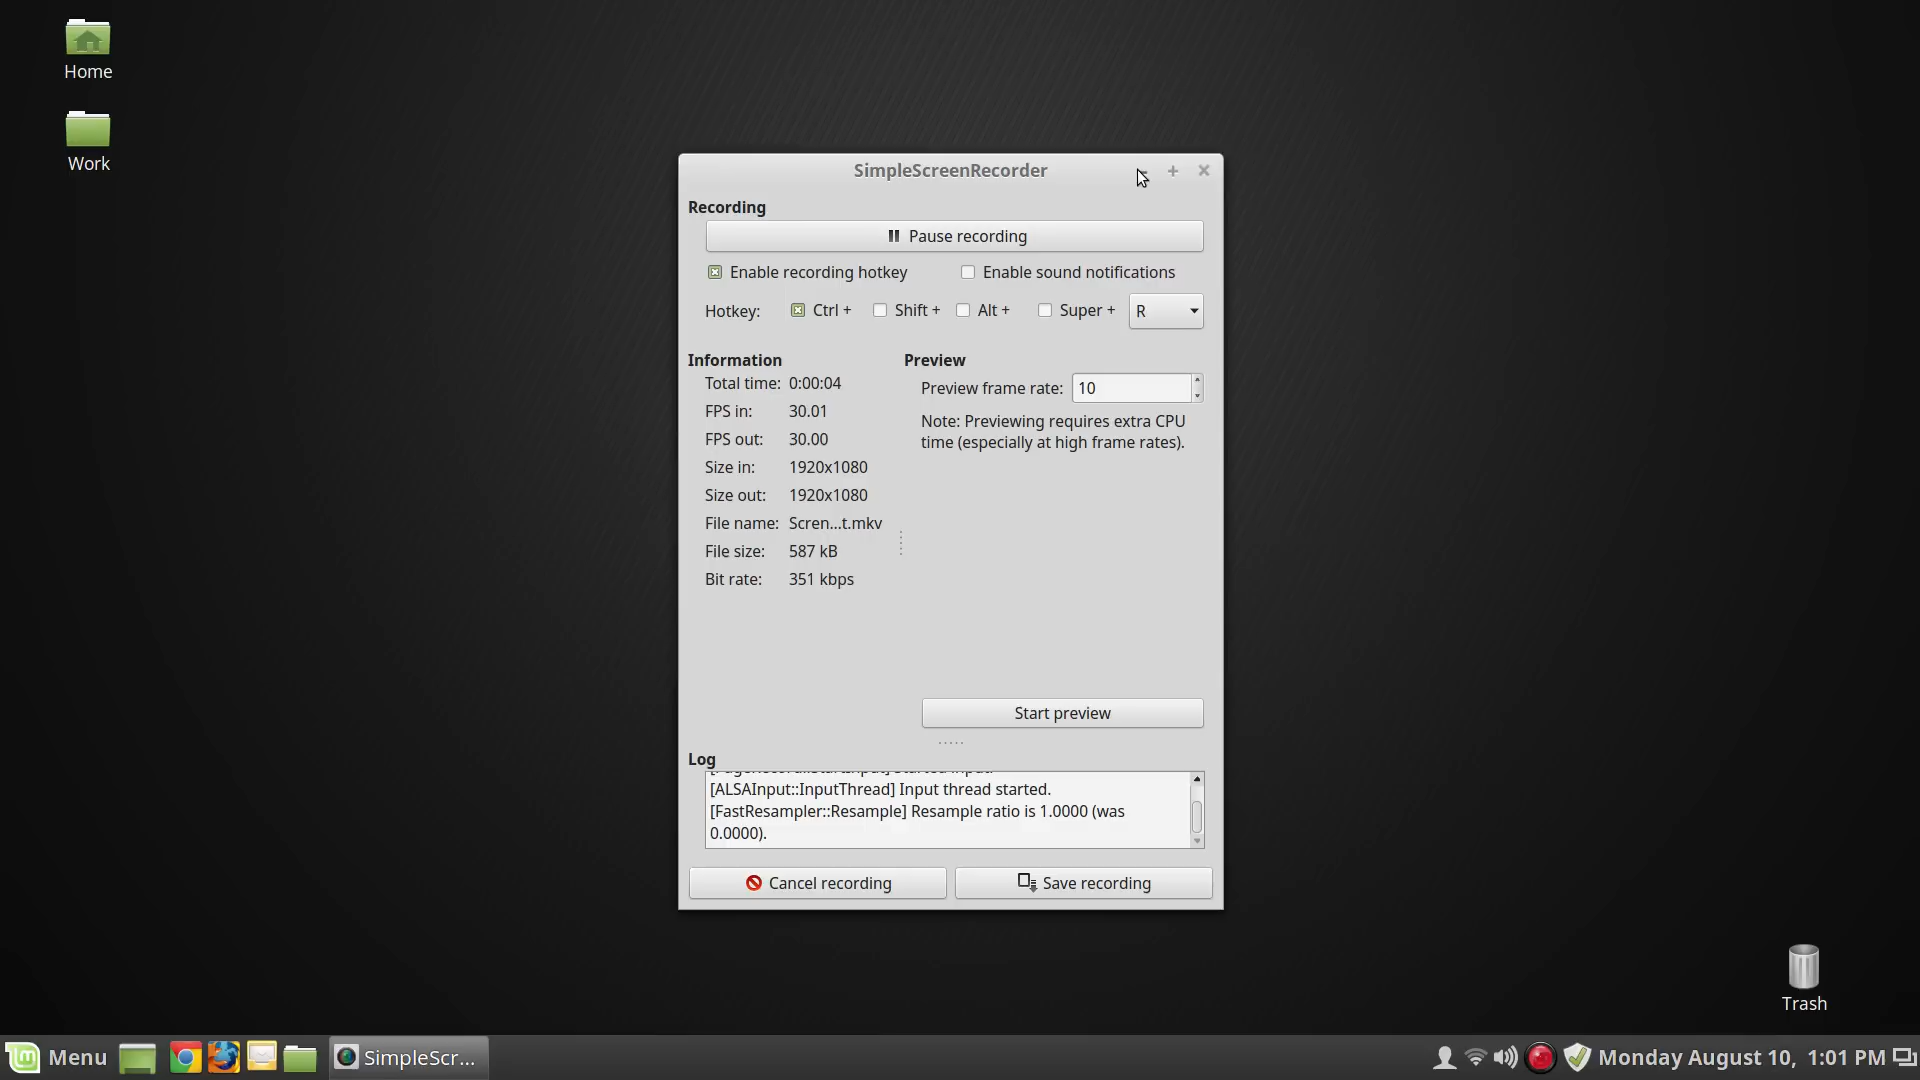 Home
Work
SimpleScreenRecorder
Recording
Pause recording
Enable recording hotkey
Enable sound notifications
Hotkey: Ctrl + Shift + Alt + Super + R
Information
Total time: 0:00:04
FPS in: 30.01
FPS out: 30.00
Size in: 1920x1080
Size out: 1920x1080
File name: Scren...t.mkv
File size: 587 kB
Bit rate: 351 kbps
Preview
Preview frame rate: 10
Note: Previewing requires extra CPU
time (especially at high frame rates).
Start preview
Log
[ALSAInput::InputThread] Input thread started.
[FastResampler::Resample] Resample ratio is 1.0000 (was
0.0000).
Cancel recording
Save recording
Trash
Menu
SimpleScr...
Monday August 10, 1:01 PM